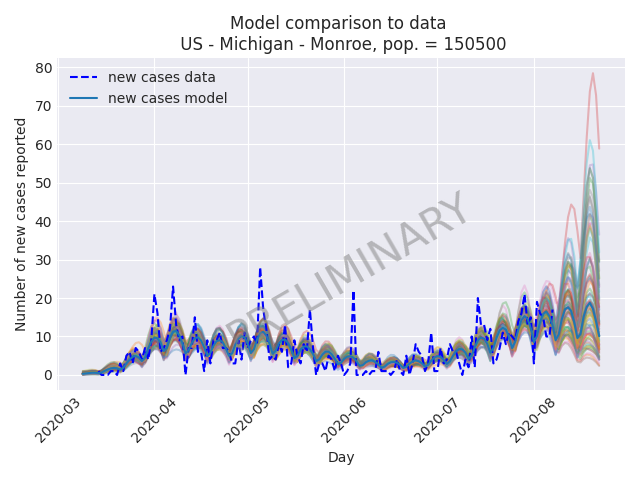 Model comparison to data
US - Michigan - Monroe, pop. = 150500
new cases data
new cases model
Number of new cases reported
80
70
60
50
40
30
20
10
0
PRELIMINARY
2020-03
2020-04
2020-05
2020-06
2020-07
2020-08
Day